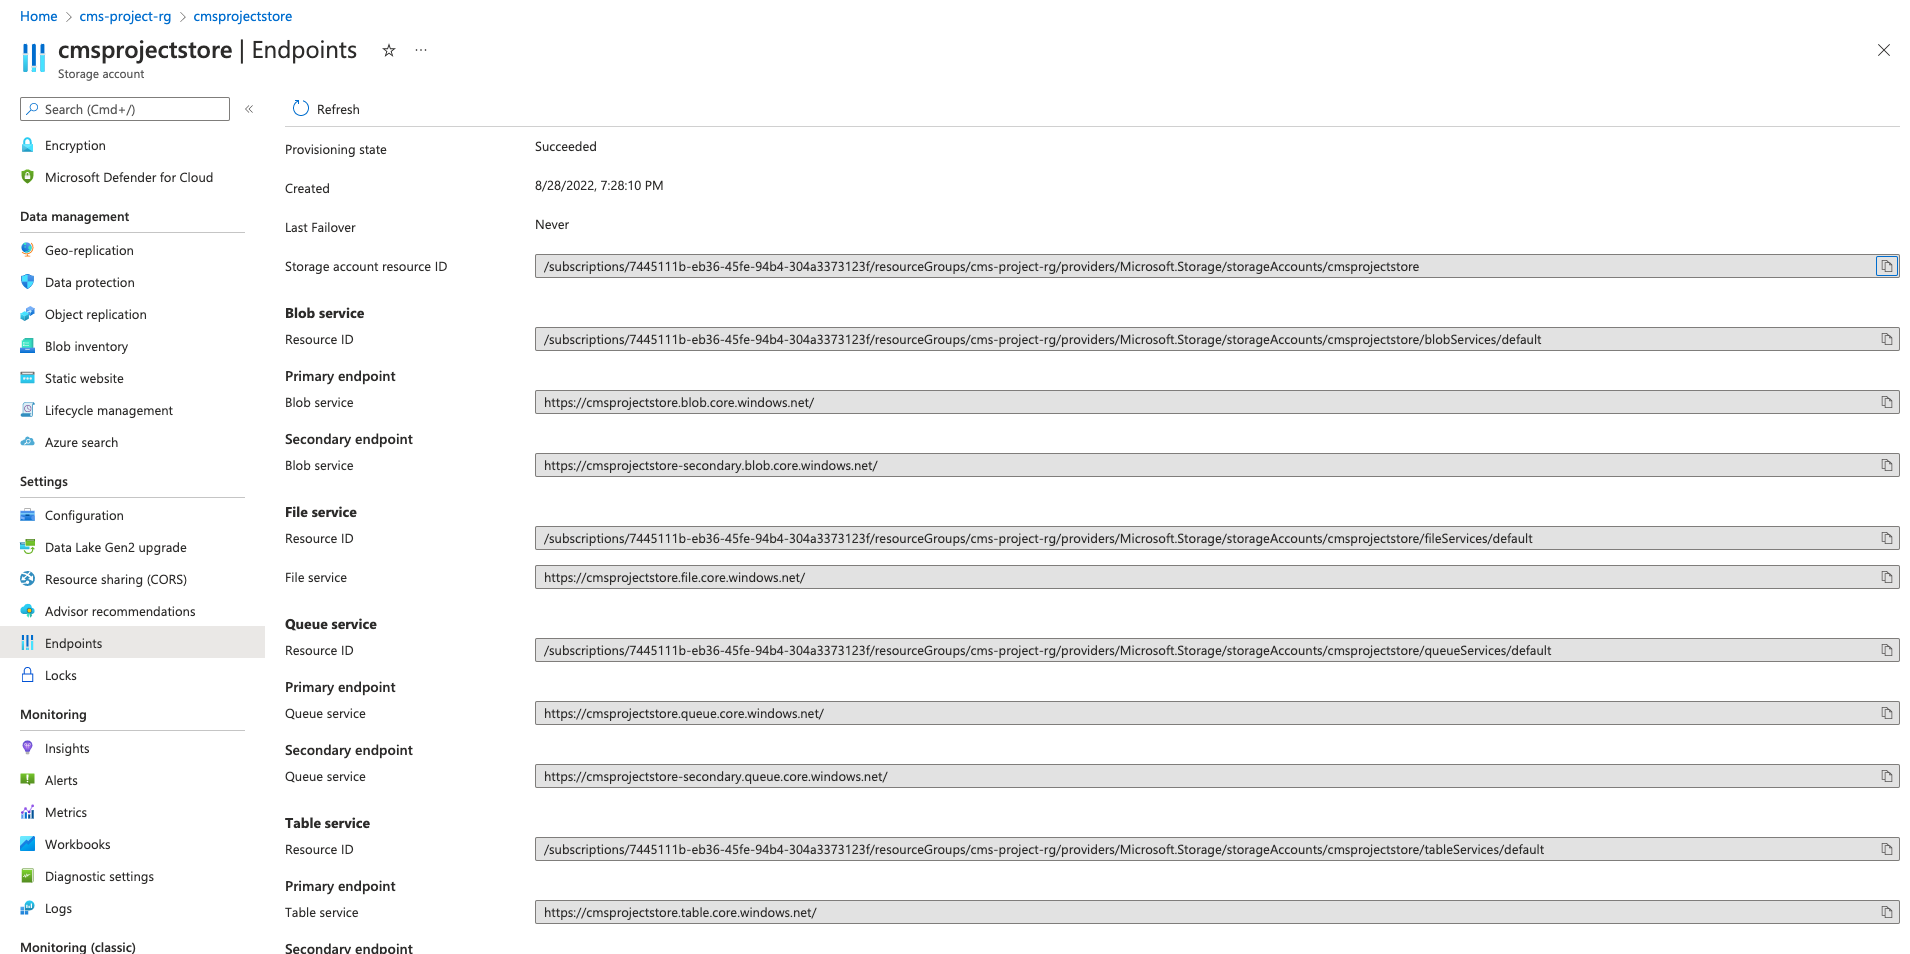 Home > cms-project-rg > cmsprojectstore
cmsprojectstore | Endpoints
Storage account
Search (Cmd+/)
«
Encryption
Microsoft Defender for Cloud
Data management
Geo-replication
Data protection
Object replication
Blob inventory
Static website
Lifecycle management
Azure search
Settings
Configuration
Data Lake Gen2 upgrade
Resource sharing (CORS)
Advisor recommendations
Endpoints
Locks
Monitoring
Insights
Alerts
Metrics
Workbooks
Diagnostic settings
Logs
Monitoring (classic)
Refresh
Provisioning state Succeeded
Created 8/28/2022, 7:28:10 PM
Last Failover Never
Storage account resource ID /subscriptions/7445111b-eb36-45fe-94b4-304a3373123f/resourceGroups/cms-project-rg/providers/Microsoft.Storage/storageAccounts/cmsprojectstore
Blob service
Resource ID /subscriptions/7445111b-eb36-45fe-94b4-304a3373123f/resourceGroups/cms-project-rg/providers/Microsoft.Storage/storageAccounts/cmsprojectstore/blobServices/default
Primary endpoint
Blob service https://cmsprojectstore.blob.core.windows.net/
Secondary endpoint
Blob service https://cmsprojectstore-secondary.blob.core.windows.net/
File service
Resource ID /subscriptions/7445111b-eb36-45fe-94b4-304a3373123f/resourceGroups/cms-project-rg/providers/Microsoft.Storage/storageAccounts/cmsprojectstore/fileServices/default
File service https://cmsprojectstore.file.core.windows.net/
Queue service
Resource ID /subscriptions/7445111b-eb36-45fe-94b4-304a3373123f/resourceGroups/cms-project-rg/providers/Microsoft.Storage/storageAccounts/cmsprojectstore/queueServices/default
Primary endpoint
Queue service https://cmsprojectstore.queue.core.windows.net/
Secondary endpoint
Queue service https://cmsprojectstore-secondary.queue.core.windows.net/
Table service
Resource ID /subscriptions/7445111b-eb36-45fe-94b4-304a3373123f/resourceGroups/cms-project-rg/providers/Microsoft.Storage/storageAccounts/cmsprojectstore/tableServices/default
Primary endpoint
Table service https://cmsprojectstore.table.core.windows.net/
Secondary endpoint